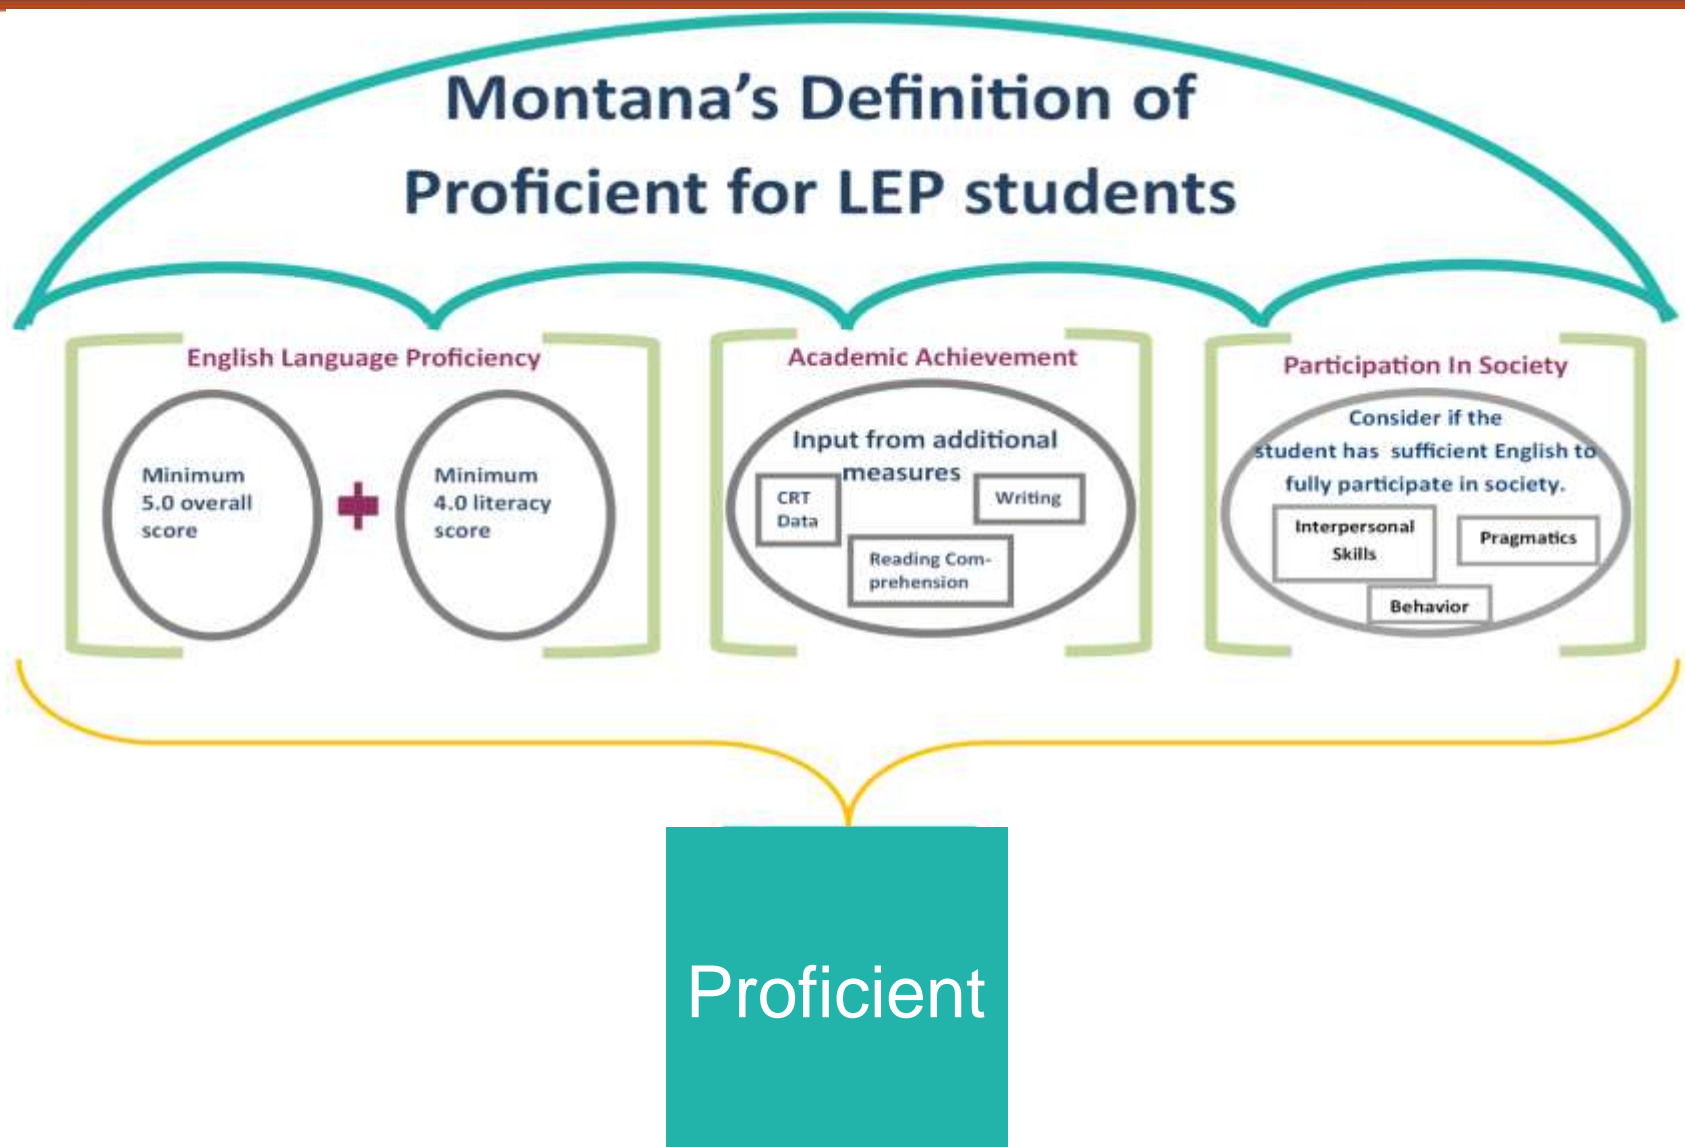 Montana’s Definition of
Proficient for LEP students
English Language Proficiency
Minimum
5.0 overall
score
Minimum
4.0 literacy
score
Academic Achievement
Input from additional
measures
CRT
Data
Writing
Reading Com-
prehension
Participation In Society
Consider if the
student has sufficient English to
fully participate in society.
Interpersonal
Skills
Pragmatics
Behavior
Proficient